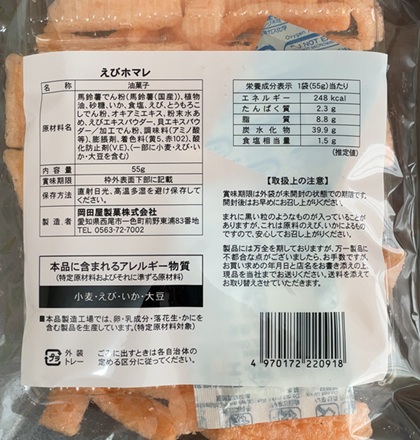 えびホマレ
名称 油菓子
原材料名 馬鈴薯でん粉(馬鈴薯(国産))、植物
油、砂糖、いか、食塩、えび、とうもろこ
しでん粉、オキアミエキス、粉末水あ
め、えびエキスパウダー、貝エキスパウ
ダー/加工でん粉、調味料(アミノ酸
等)、膨脹剤、着色料(黄5、赤102)、酸
化防止剤(V.E)、(一部に小麦・えび・い
か・大豆を含む)
内容量 55g
賞味期限 枠外表面下部に記載
保存方法 直射日光、高温多湿を避け保存して
ください。
製造者 岡田屋製菓株式会社
愛知県西尾市一色町前野東浦83番地
TEL 0563-72-7002
本品に含まれるアレルギー物質
(特定原材料およびそれに準ずる原材料)
小麦・えび・いか・大豆
■本品製造工場では、卵・乳成分・落花生・かにを
含む製品を生産しています。(特定原材料対象)
プラ
外装
トレー
ごみに出すときは各自治体の
定める区分に従ってください。
栄養成分表示 1袋(55g)当たり
エネルギー 248 kcal
たんぱく質 2.3 g
脂質 8.8 g
炭水化物 39.9 g
食塩相当量 1.5 g
(推定値)
【取扱上の注意】
賞味期限は外袋が未開封の状態での期限です。
開封後はお早めにお召し上がりください。
まれに黒い粒のようなものが入っていることが
ありますが、これは原料のえび、いかによるもの
ですので、安心してお召し上がりください。
製品には万全を期しておりますが、万一製品に
不都合な点がございましたら、お手数ですが、
お買い求めの年月日と店名をお書き添えの上
現品を当社までお送りください。送料を添えて
お取り替えさせていただきます。
4 970172 220918